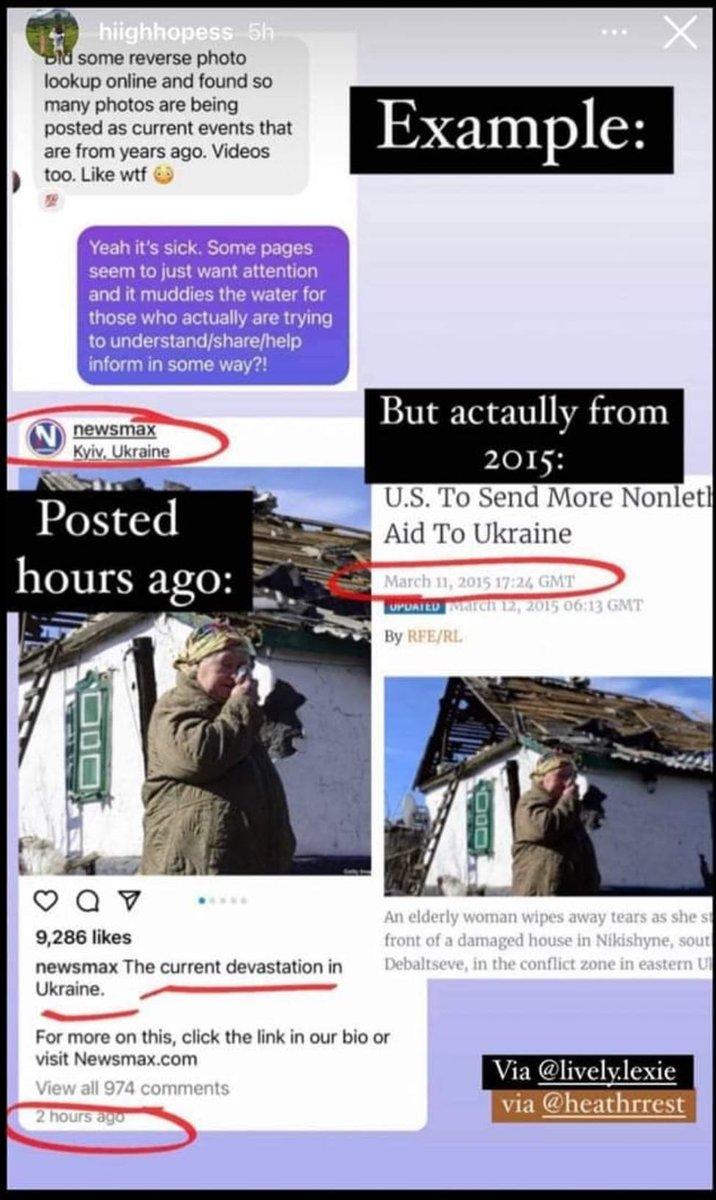 hiighhopess 5h
Did some reverse photo
lookup online and found so
many photos are being
posted as current events that
are from years ago. Videos
too. Like wtf 😳
💯
Example:
Yeah it's sick. Some pages
seem to just want attention
and it muddies the water for
those who actually are trying
to understand/share/help
inform in some way?!
N
newsmax
Kyiv, Ukraine
Posted
hours ago:
9,286 likes
newsmax The current devastation in
Ukraine.
For more on this, click the link in our bio or
visit Newsmax.com
View all 974 comments
2 hours ago
But actaully from
2015:
U.S. To Send More Nonleth
Aid To Ukraine
March 11, 2015 17:24 GMT
UPDATED March 12, 2015 06:13 GMT
By RFE/RL
An elderly woman wipes away tears as she st
front of a damaged house in Nikishyne, sout
Debaltseve, in the conflict zone in eastern U
Via @lively.lexie
via @heathrrest